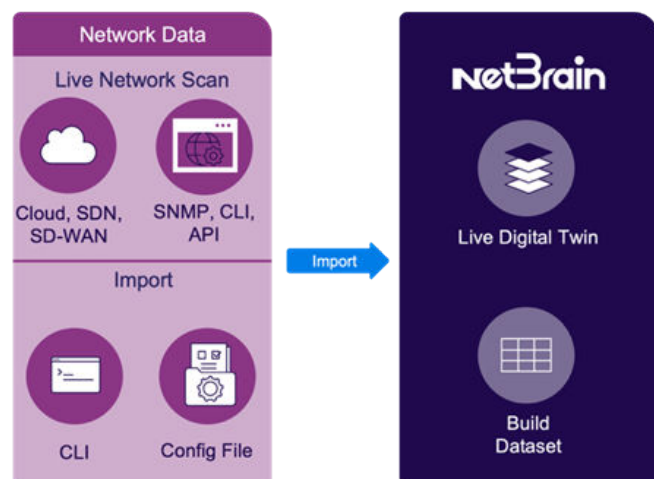 Network Data
Live Network Scan
Cloud, SDN,
SD-WAN
SNMP, CLI,
API
Import
CLI
Config File
Import
NetBrain
Live Digital Twin
Build
Dataset